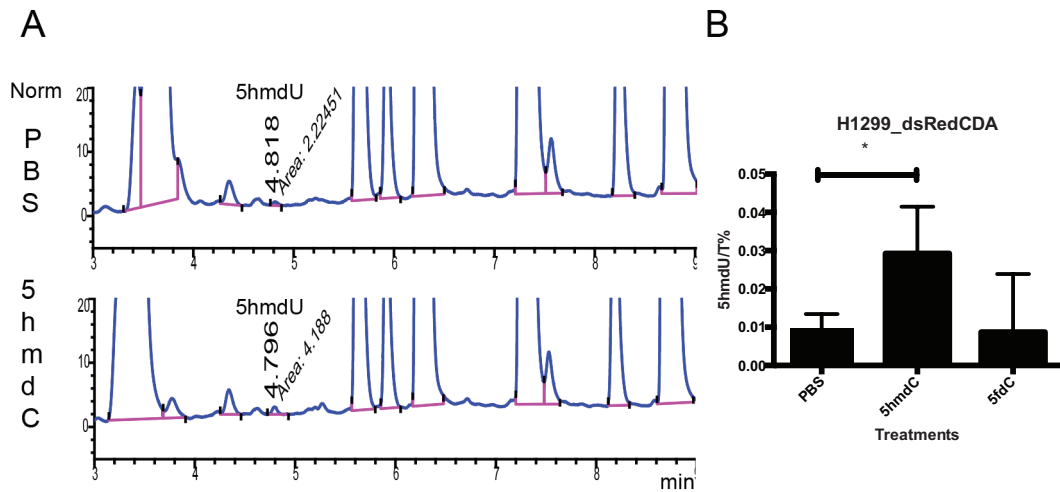 A
Norm
P
B
S
5hmdU
4.818
Area: 2.22451
20
10
0
3
4
5
6
7
8
9
5
h
m
d
C
5hmdU
4.796
Area: 4.188
20
10
0
3
4
5
6
7
8
min
B
H1299_dsRedCDA
*
5hmdU/T%
0.05
0.04
0.03
0.02
0.01
0.00
PBS
5hmdC
5fdC
Treatments